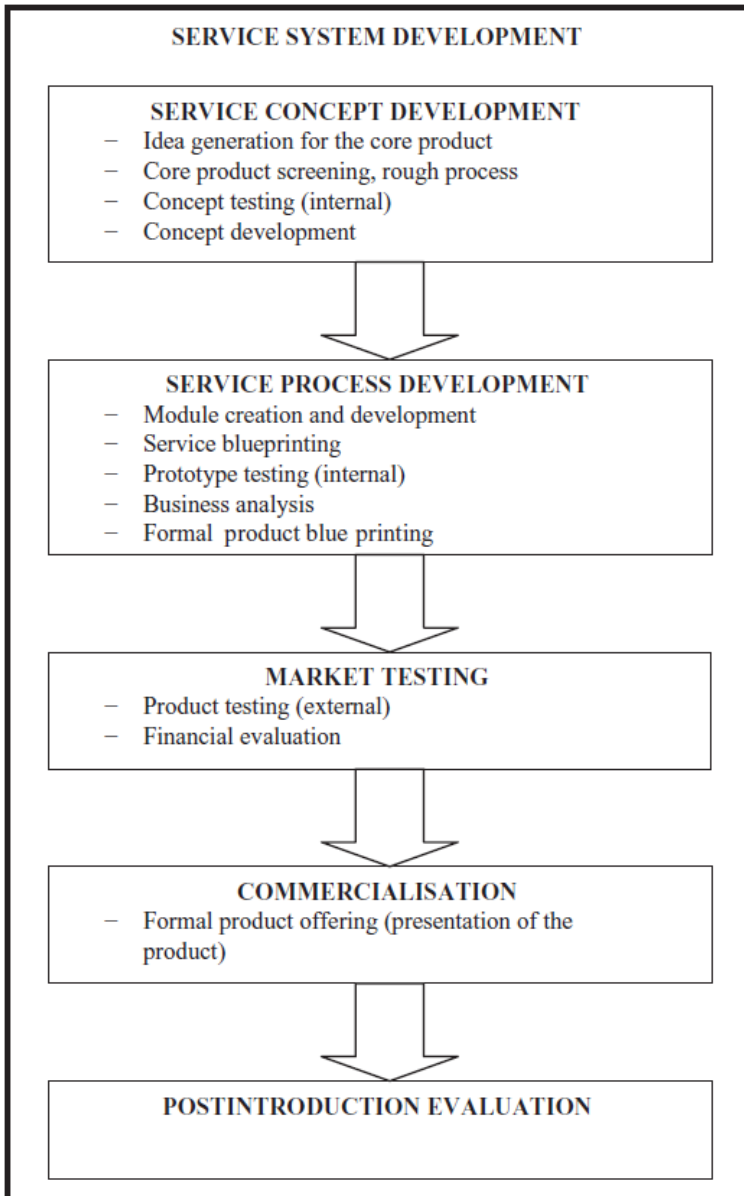 SERVICE SYSTEM DEVELOPMENT
SERVICE CONCEPT DEVELOPMENT
− Idea generation for the core product
− Core product screening, rough process
− Concept testing (internal)
− Concept development
SERVICE PROCESS DEVELOPMENT
− Module creation and development
− Service blueprinting
− Prototype testing (internal)
− Business analysis
− Formal product blue printing
MARKET TESTING
− Product testing (external)
− Financial evaluation
COMMERCIALISATION
− Formal product offering (presentation of the
product)
POSTINTRODUCTION EVALUATION